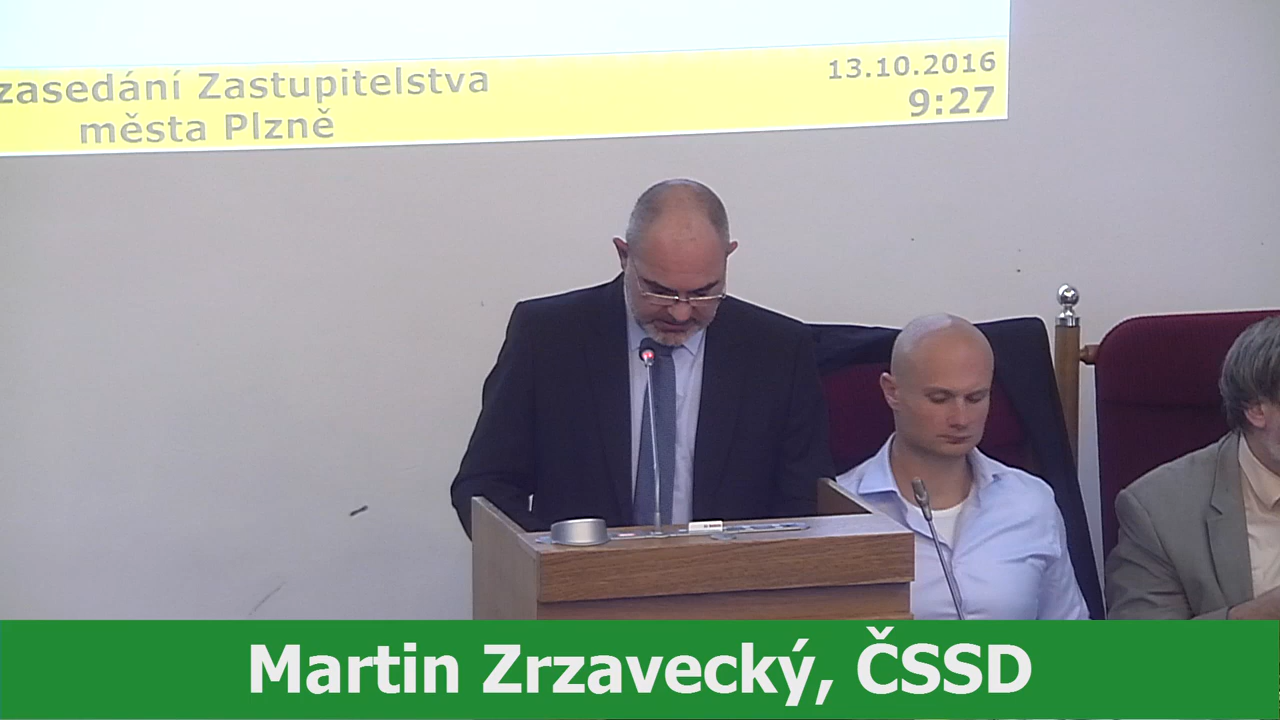 zasedání Zastupitelstva
města Plzně
13.10.2016
9:27
Martin Zrzavecký, ČSSD